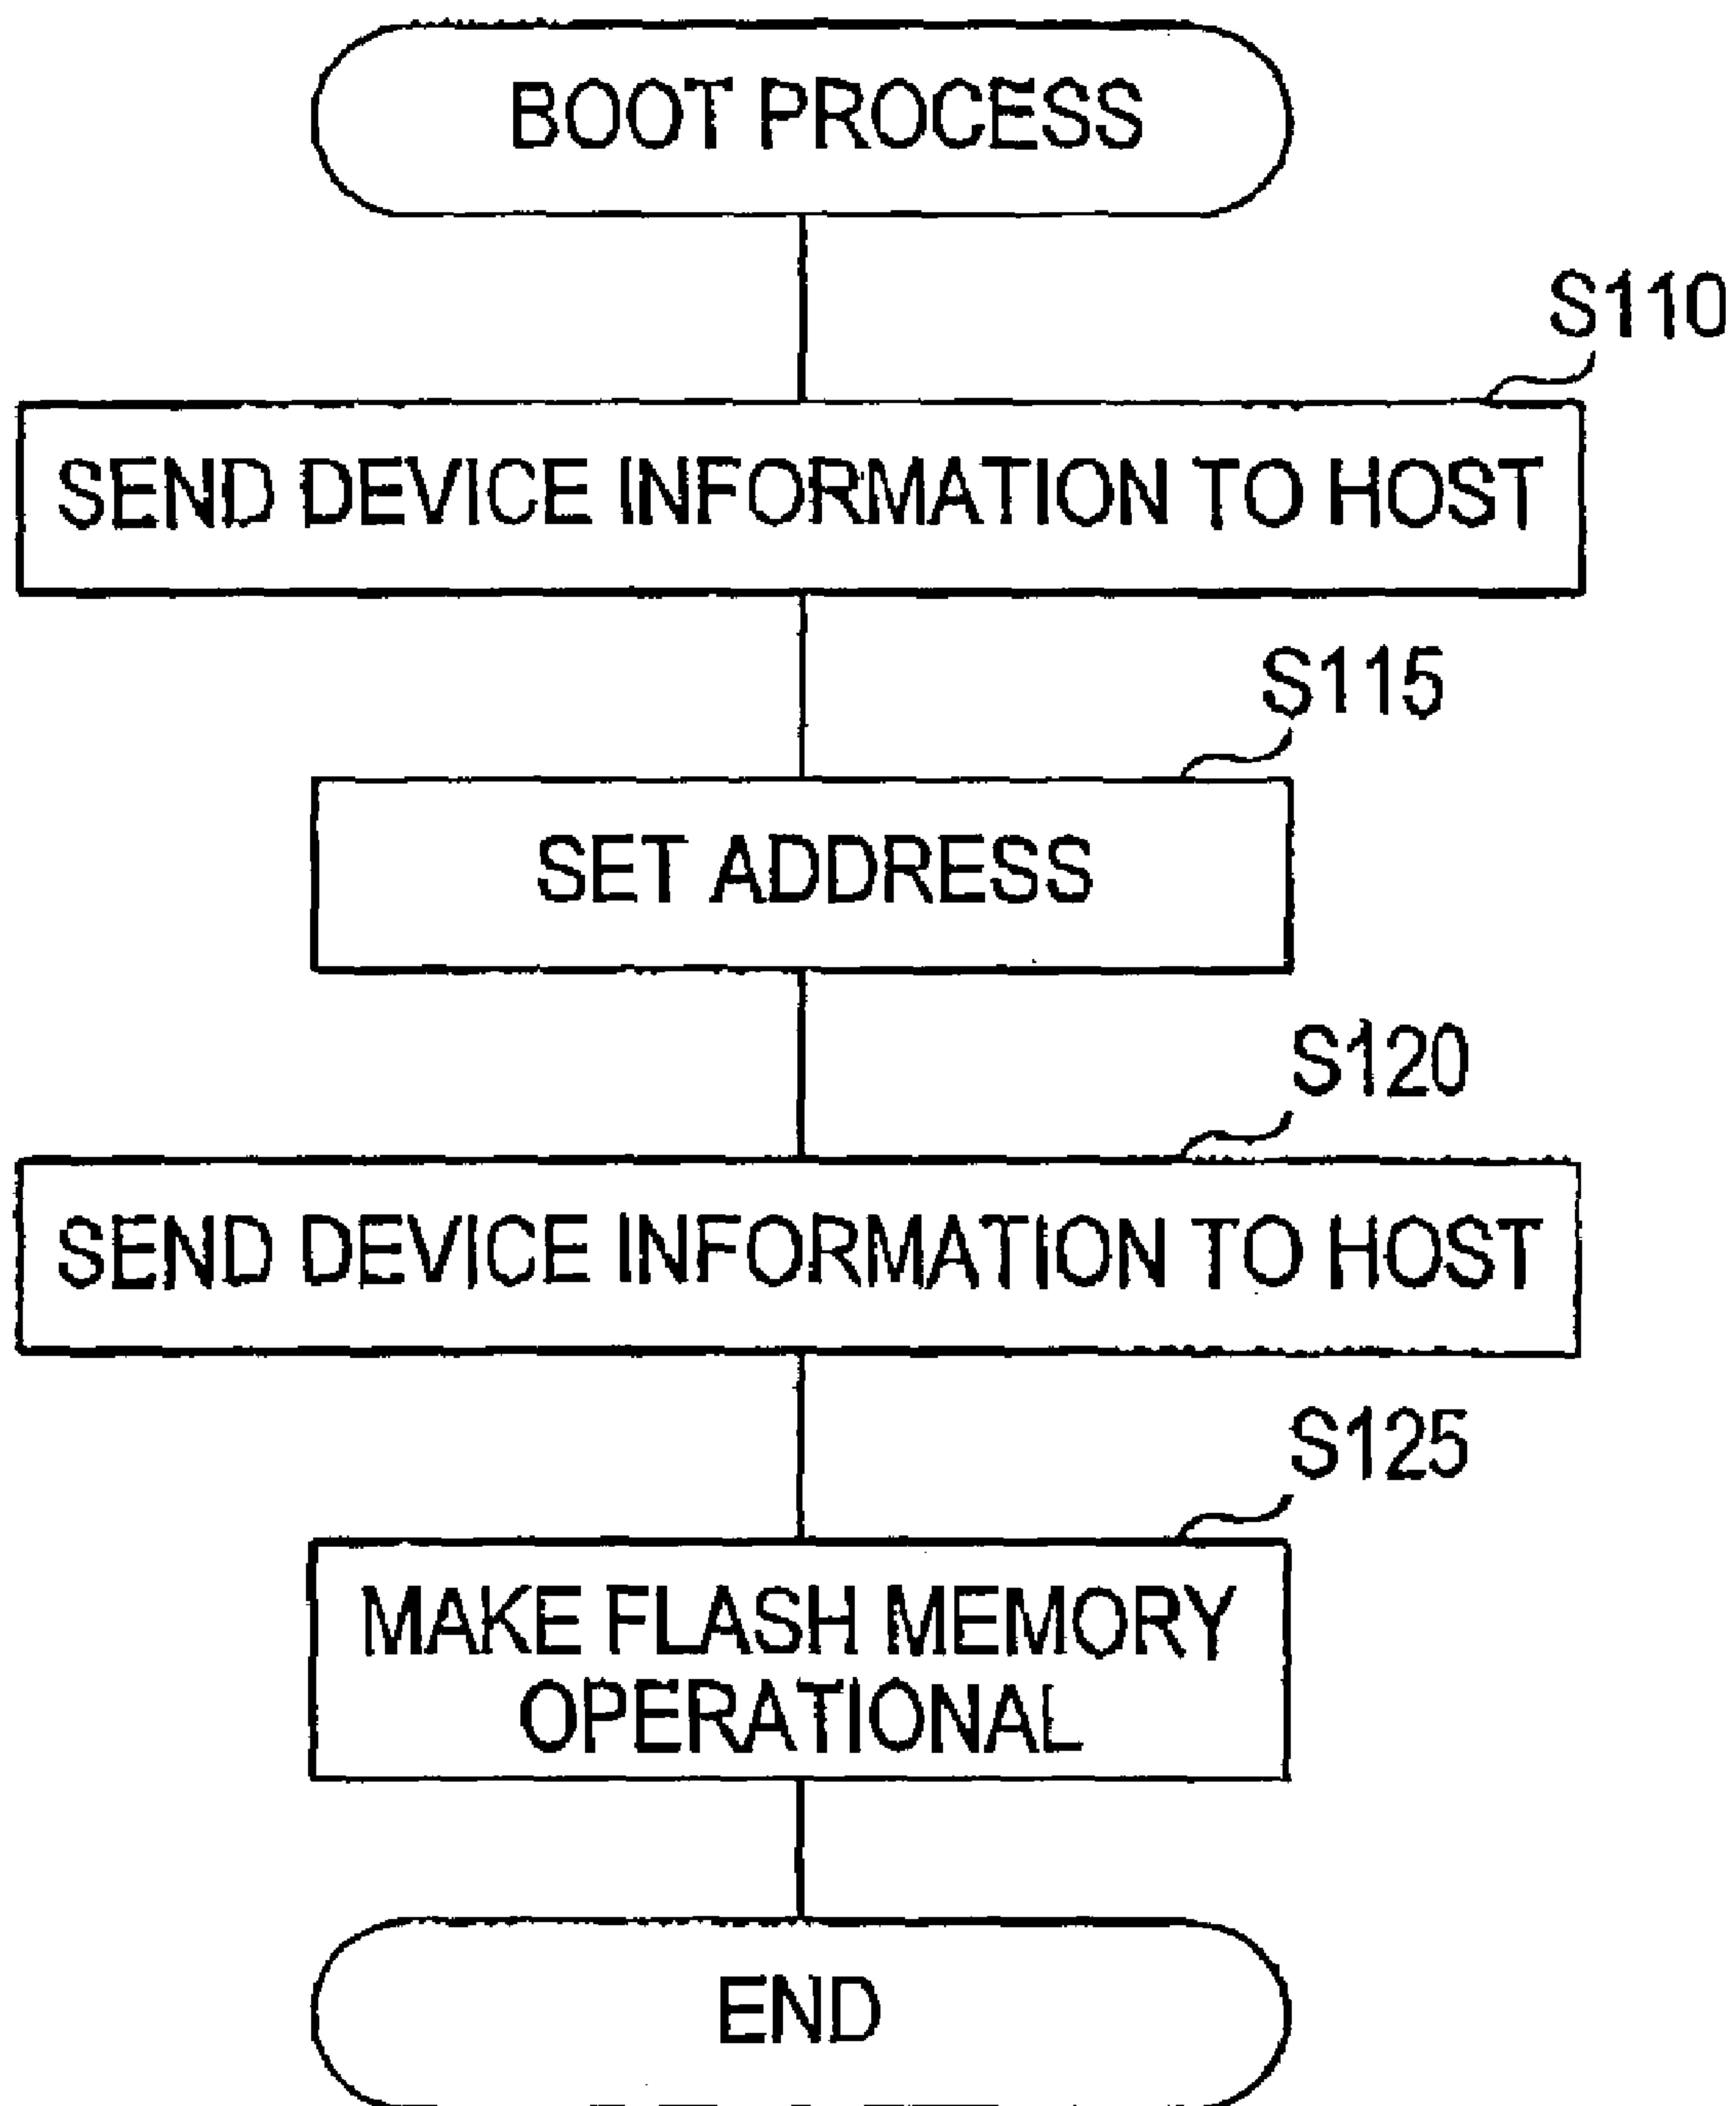 BOOT PROCESS
S110
SEND DEVICE INFORMATION TO HOST
S115
SET ADDRESS
S120
SEND DEVICE INFORMATION TO HOST
S125
MAKE FLASH MEMORY
OPERATIONAL
END